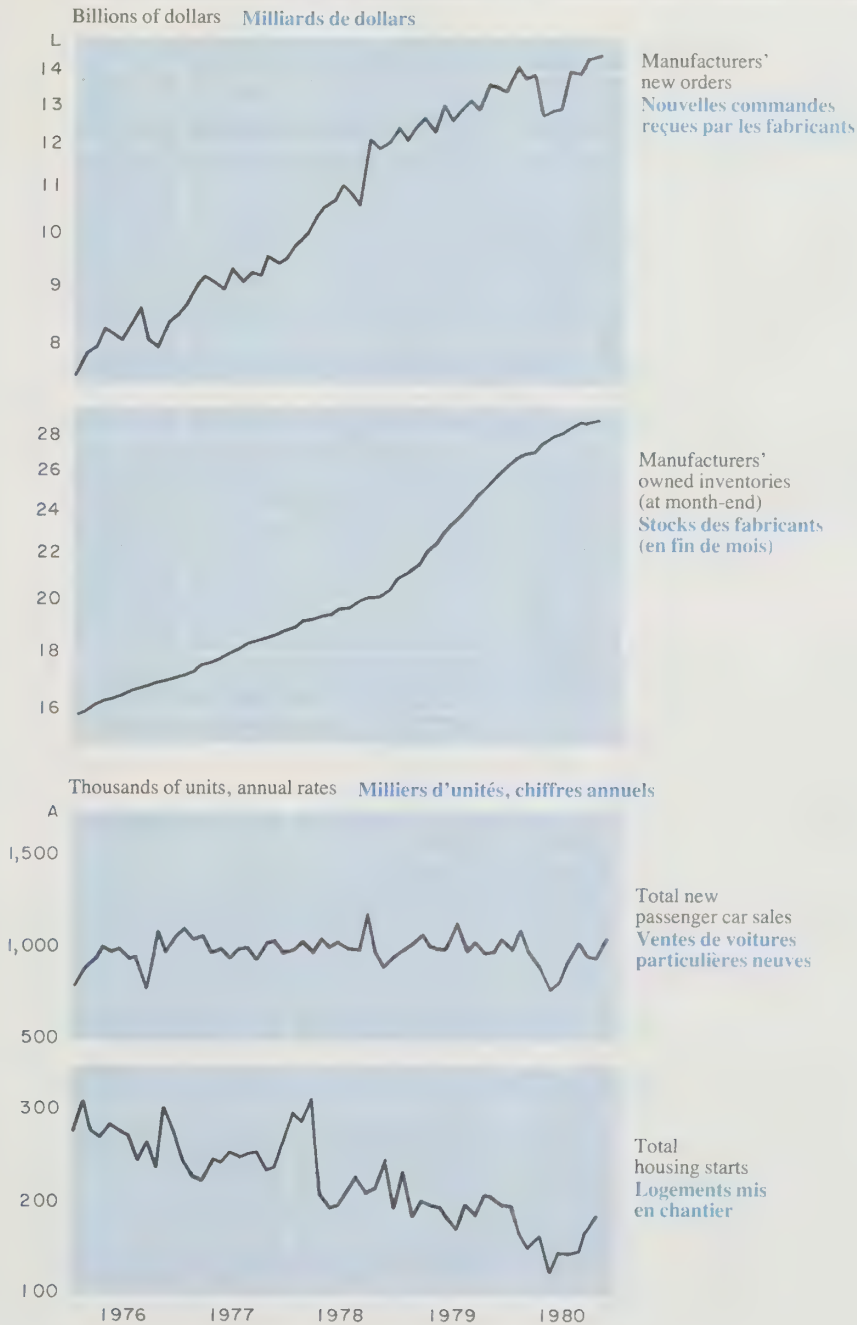 Billions of dollars Milliards de dollars
L
14
13
12
11
10
9
8
Manufacturers'
new orders
Nouvelles commandes
reçues par les fabricants
28
26
24
22
20
18
16
Manufacturers'
owned inventories
(at month-end)
Stocks des fabricants
(en fin de mois)
Thousands of units, annual rates Milliers d'unités, chiffres annuels
A
1,500
1,000
500
Total new
passenger car sales
Ventes de voitures
particulières neuves
300
200
100
Total
housing starts
Logements mis
en chantier
1976 1977 1978 1979 1980